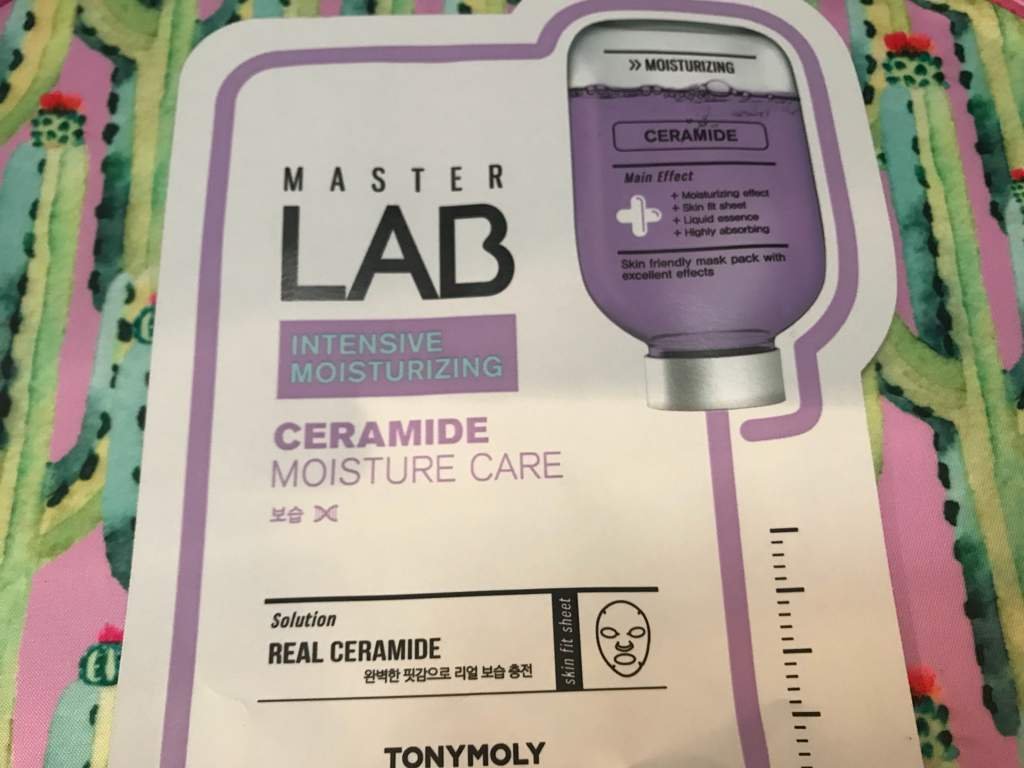 MASTER
LAB
INTENSIVE
MOISTURIZING
CERAMIDE
MOISTURE CARE
보습
» MOISTURIZING
CERAMIDE
Main Effect
+ Moisturizing effect
+ Skin fit sheet
+ Liquid essence
+ Highly absorbing
Skin friendly mask pack with
excellent effects
Solution
REAL CERAMIDE
완벽한 핏감으로 리얼 보습 충전
skin fit sheet
TONYMOLY